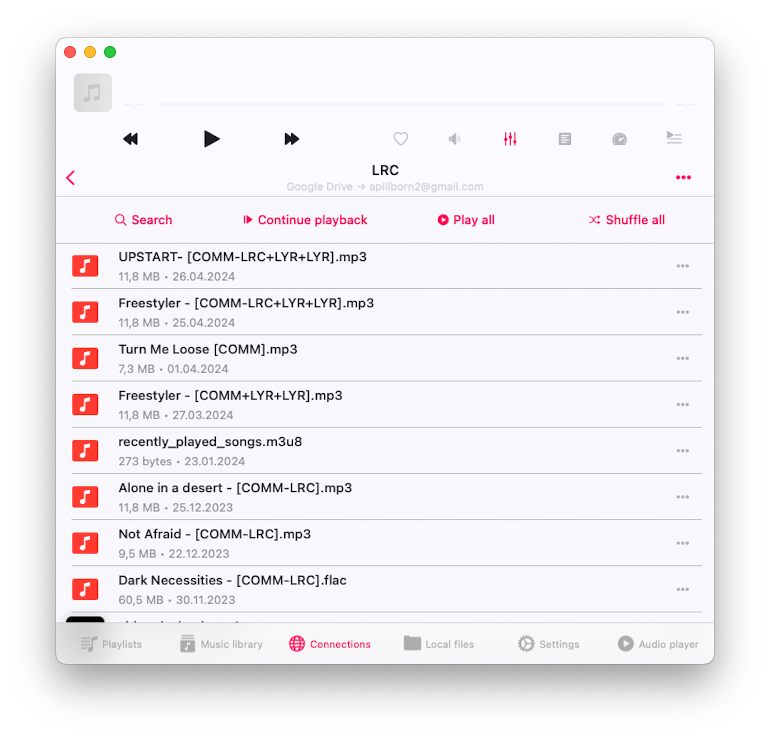 --:--
--:--
LRC
Google Drive → apillborn2@gmail.com
Search
Continue playback
Play all
Shuffle all
UPSTART- [COMM-LRC+LYR+LYR].mp3
11,8 MB • 26.04.2024
Freestyler - [COMM-LRC+LYR+LYR].mp3
11,8 MB • 25.04.2024
Turn Me Loose [COMM].mp3
7,3 MB • 01.04.2024
Freestyler - [COMM+LYR+LYR].mp3
11,8 MB • 27.03.2024
recently_played_songs.m3u8
273 bytes • 23.01.2024
Alone in a desert - [COMM-LRC].mp3
11,8 MB • 25.12.2023
Not Afraid - [COMM-LRC].mp3
9,5 MB • 22.12.2023
Dark Necessities - [COMM-LRC].flac
60,5 MB • 30.11.2023
Playlists
Music library
Connections
Local files
Settings
Audio player